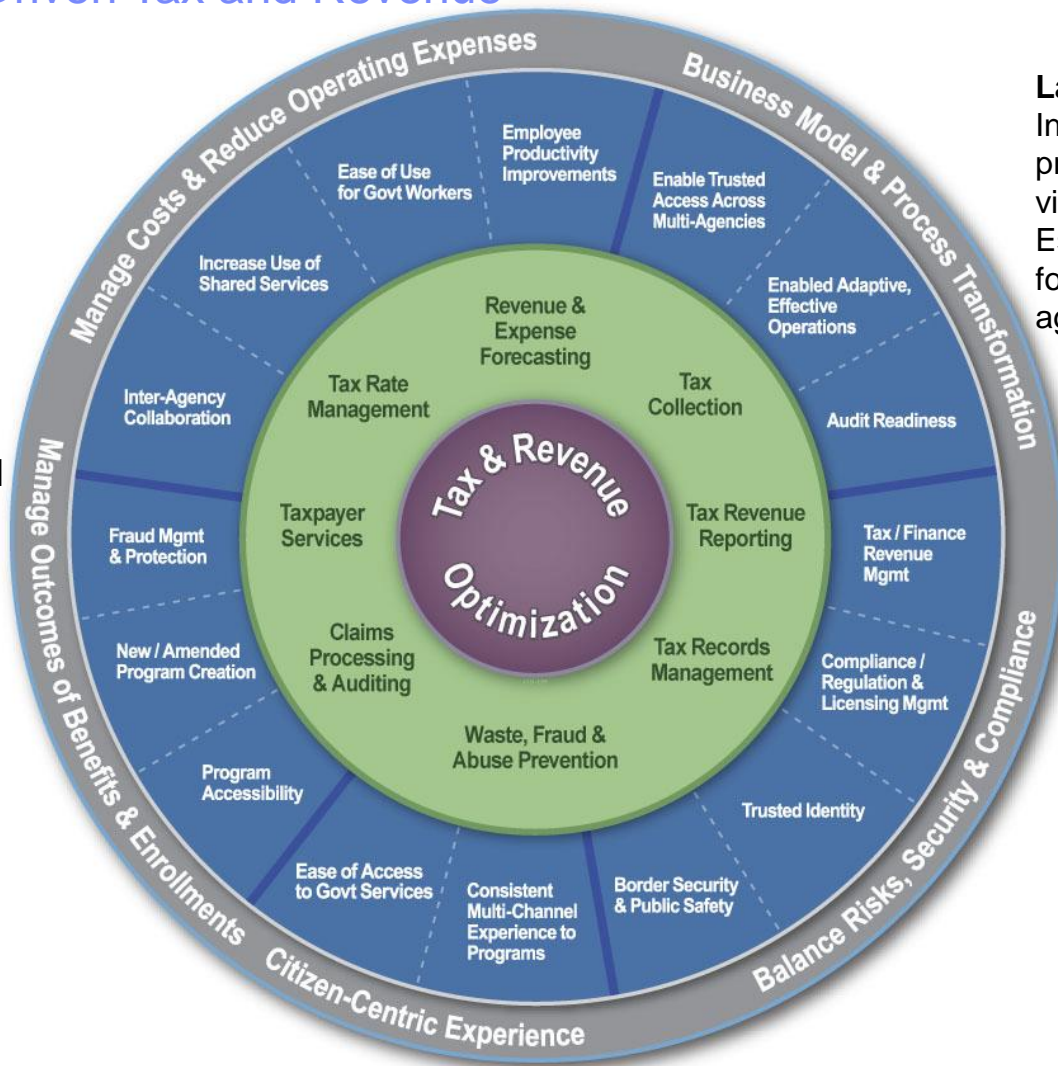 Tax and Revenue
Manage Costs & Reduce Operating Expenses
Business Model & Process Transformation
Balance Risks, Security & Compliance
Citizen-Centric Experience
Manage Outcomes of Benefits & Enrollments
Employee
Productivity
Improvements
Enable Trusted
Access Across
Multi-Agencies
Enabled Adaptive,
Effective
Operations
Audit Readiness
Tax / Finance
Revenue
Mgmt
Compliance /
Regulation &
Licensing Mgmt
Trusted Identity
Border Security
& Public Safety
Consistent
Multi-Channel
Experience to
Programs
Ease of Access
to Govt Services
Program
Accessibility
New / Amended
Program Creation
Fraud Mgmt
& Protection
Inter-Agency
Collaboration
Increase Use of
Shared Services
Ease of Use
for Govt Workers
Revenue &
Expense
Forecasting
Tax
Collection
Tax Revenue
Reporting
Tax Records
Management
Waste, Fraud &
Abuse Prevention
Claims
Processing
& Auditing
Taxpayer
Services
Tax Rate
Management
Tax & Revenue
Optimization